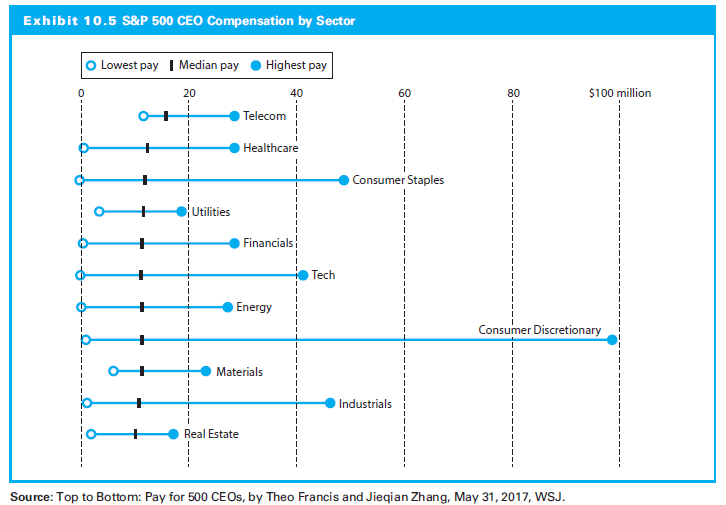 Exhibit 10.5 S&P 500 CEO Compensation by Sector
Lowest pay Median pay Highest pay
0 20 40 60 80 $100 million
Telecom
Healthcare
Consumer Staples
Utilities
Financials
Tech
Energy
Consumer Discretionary
Materials
Industrials
Real Estate
Source: Top to Bottom: Pay for 500 CEOs, by Theo Francis and Jieqian Zhang, May 31, 2017, WSJ.